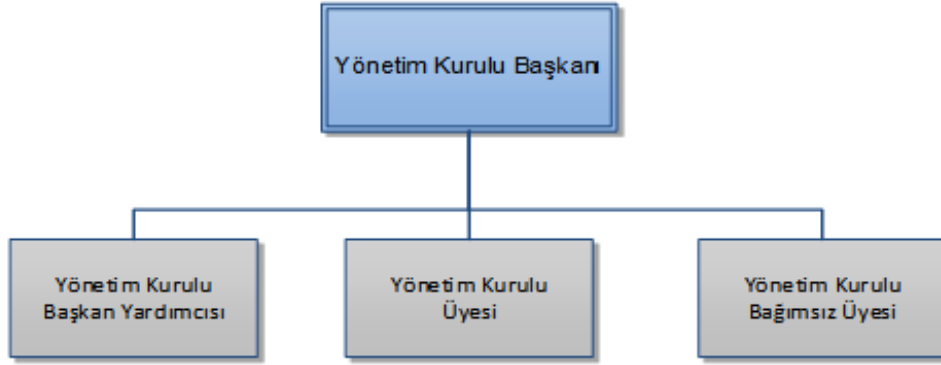 Yönetim Kurulu Başkanı
Yönetim Kurulu
Başkan Yardımcısı
Yönetim Kurulu
Üyesi
Yönetim Kurulu
Bağımsız Üyesi